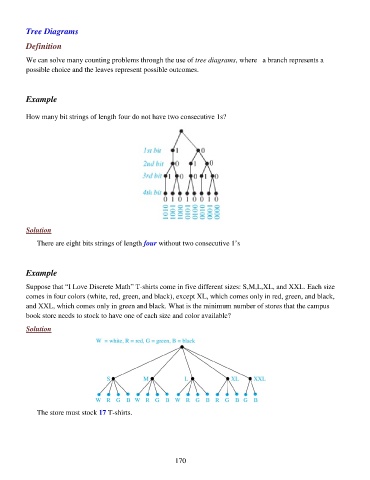 Tree Diagrams
Definition
We can solve many counting problems through the use of tree diagrams, where a branch represents a
possible choice and the leaves represent possible outcomes.
Example
How many bit strings of length four do not have two consecutive 1s?
1st bit 1 0
2nd bit 0 1 0
3rd bit 1 0 0 1 0
4th bit
0 1 0 1 0 0 1 0
1010 1001 1000 0101 0100 0010 0001 0000
Solution
There are eight bits strings of length four without two consecutive 1's
Example
Suppose that “I Love Discrete Math” T-shirts come in five different sizes: S,M,L,XL, and XXL. Each size
comes in four colors (white, red, green, and black), except XL, which comes only in red, green, and black,
and XXL, which comes only in green and black. What is the minimum number of stores that the campus
book store needs to stock to have one of each size and color available?
Solution
W = white, R = red, G = green, B = black
S M L XL XXL
W R G B W R G B W R G B R G B G B
The store must stock 17 T-shirts.
170